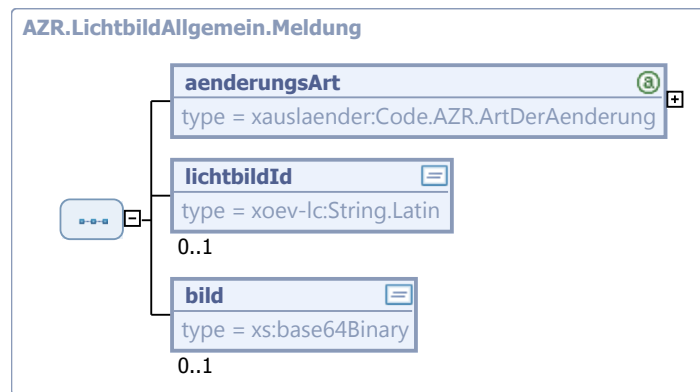 AZR.LichtbildAllgemein.Meldung
aenderungsArt
a
type = xauslaender:Code.AZR.ArtDerAenderung
lichtbildId
type = xoev-lc:String.Latin
0..1
bild
type = xs:base64Binary
0..1